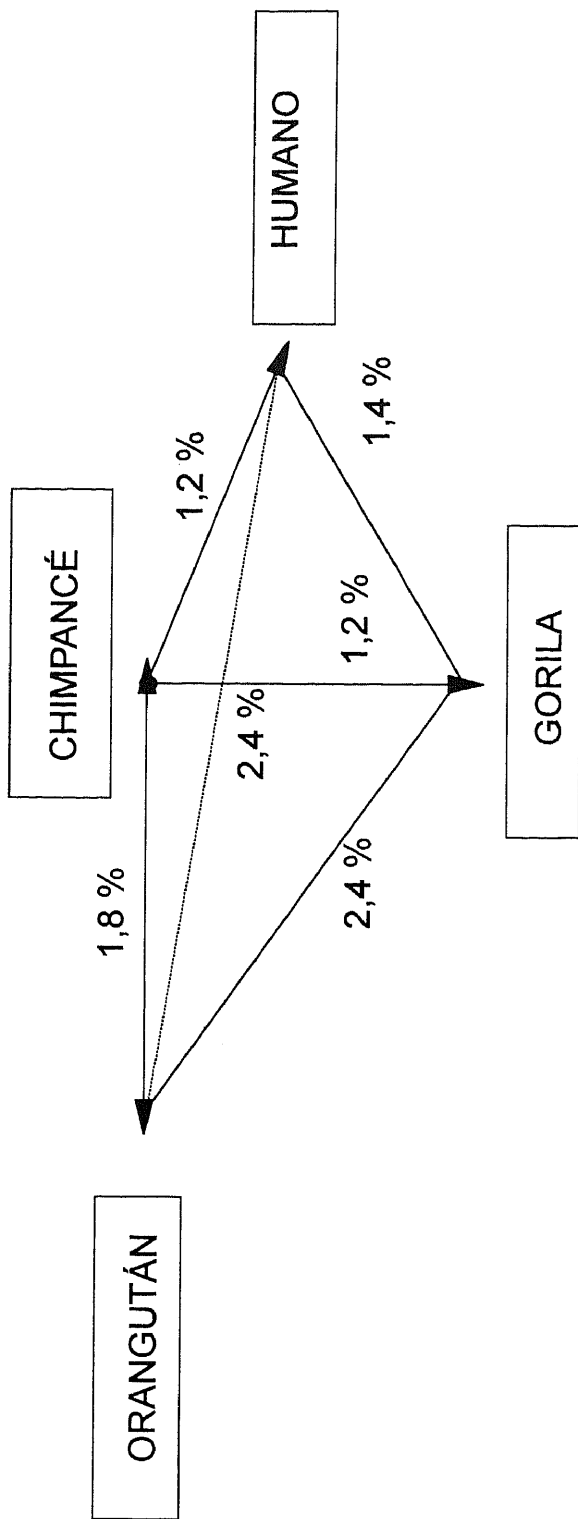 CHIMPANCÉ
ORANGUTÁN
HUMANO
GORILA
1,8 %
1,2 %
2,4 %
1,2 %
2,4 %
1,4 %